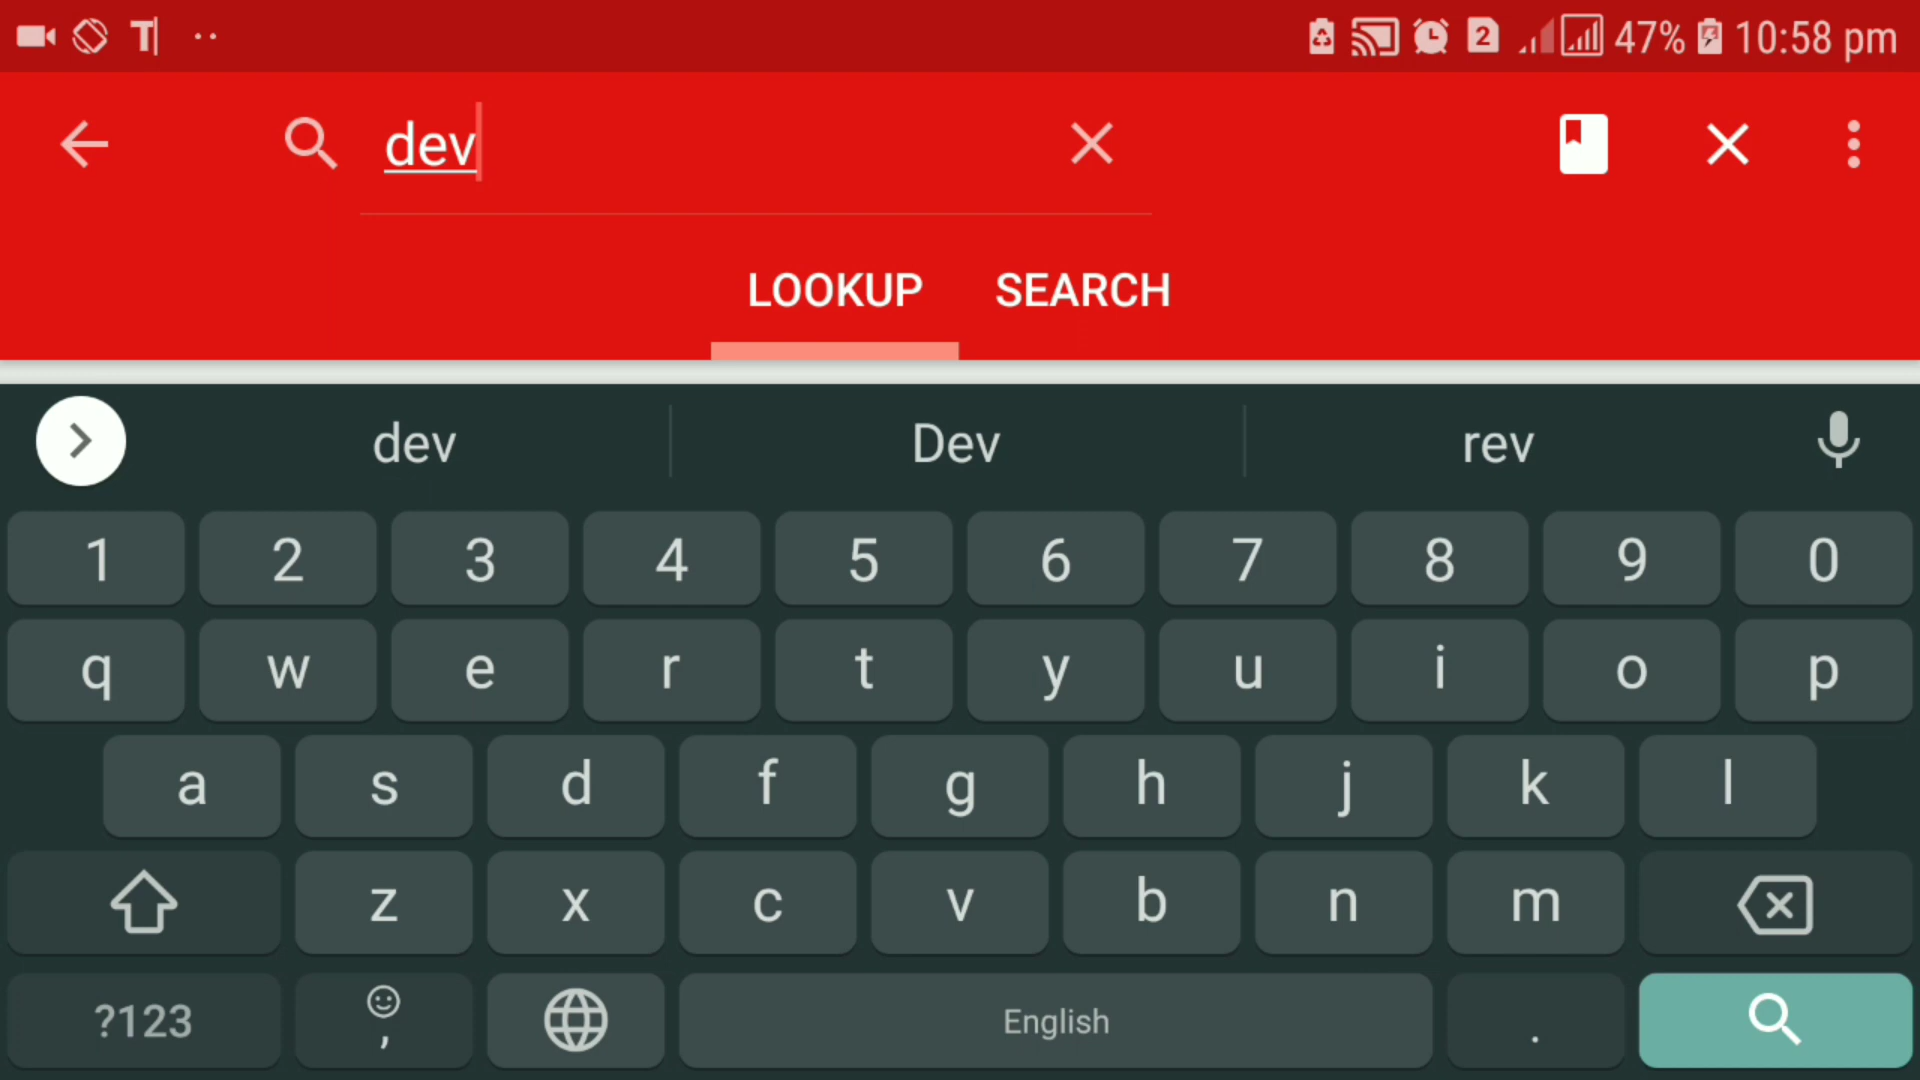 T 2 47% 10:58 pm
dev
LOOKUP SEARCH
dev Dev rev
1 2 3 4 5 6 7 8 9 0
q w e r t y u i o p
a s d f g h j k l
z x c v b n m
?123 , English .